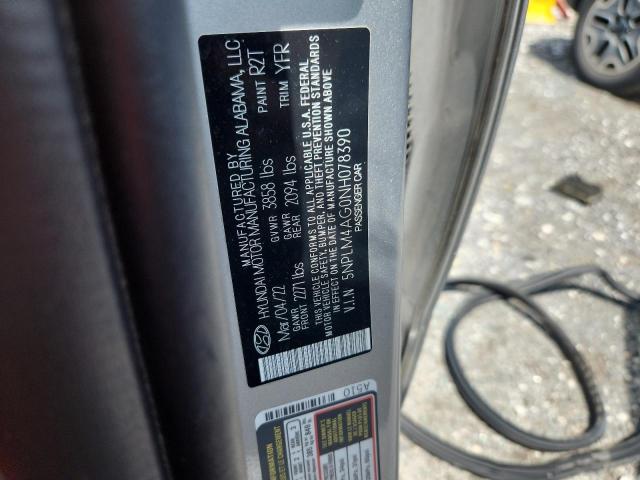 MANUFACTURED BY
HYUNDAI MOTOR MANUFACTURING ALABAMA, LLC
Mar/04/22 GVWR 3858 lbs PAINT R2T
GAWR FRONT 2271 lbs GAWR REAR 2094 lbs TRIM YFR
THIS VEHICLE CONFORMS TO ALL APPLICABLE U.S.A. FEDERAL
MOTOR VEHICLE SAFETY, BUMPER, AND THEFT PREVENTION STANDARDS
IN EFFECT ON THE DATE OF MANUFACTURE SHOWN ABOVE
V.I.N 5NPLM4AG0NH078390
PASSENGER CAR
A510